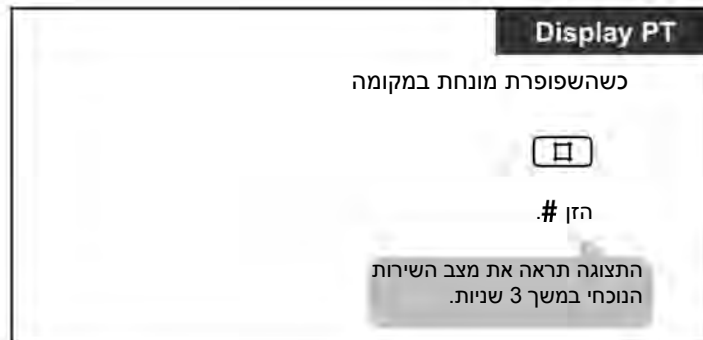 Display PT
כשהשפופרת מונחת במקומה
הזן #.
התצוגה תראה את מצב השירות
הנוכחי במשך 3 שניות.